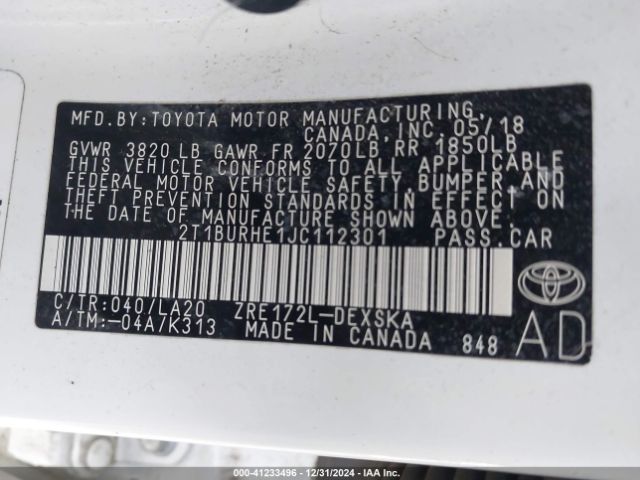 MFD.BY:TOYOTA MOTOR MANUFACTURING,
CANADA, INC. 05/18
GVWR 3820 LB GAWR FR 2070LB, RR 1850LB
THIS VEHICLE CONFORMS TO ALL APPLICABLE
FEDERAL MOTOR VEHICLE SAFETY, BUMPER, AND
THEFT PREVENTION STANDARDS IN EFFECT ON
THE DATE OF MANUFACTURE SHOWN ABOVE.
2T1BURHE1JC112301 PASS.CAR
C/TR:040/LA20 ZRE172L-DEXSKA
A/TM:-04A/K313 MADE IN CANADA 848 AD
000-41233496 - 12/31/2024 - IAA Inc.